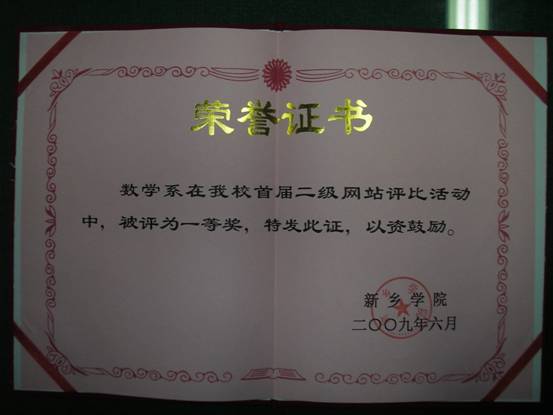 荣誉证书
数学系在我校首届二级网站评比活动
中，被评为一等奖，特发此证，以资鼓励。
新乡学院
二〇〇九年六月